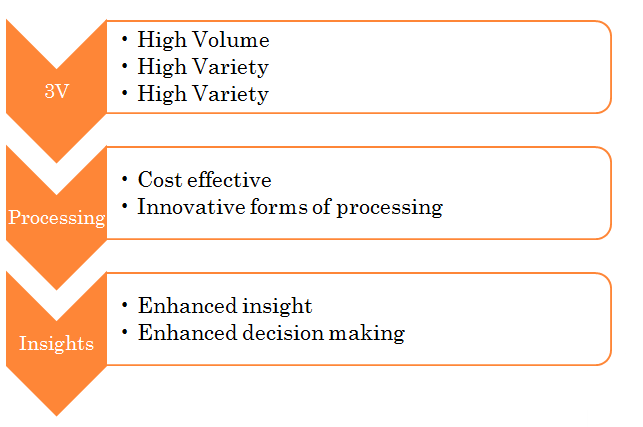 3V
• High Volume
• High Variety
• High Variety
Processing
• Cost effective
• Innovative forms of processing
Insights
• Enhanced insight
• Enhanced decision making